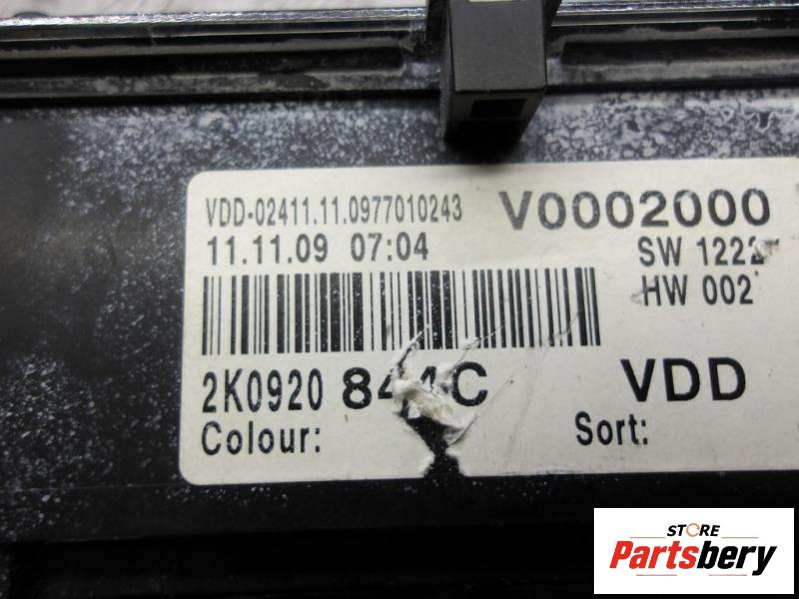 VDD-02411.11.0977010243 V0002000
11.11.09 07:04 SW 1222
HW 002
2K0920 844C VDD
Colour: Sort:
STORE
Partsbery